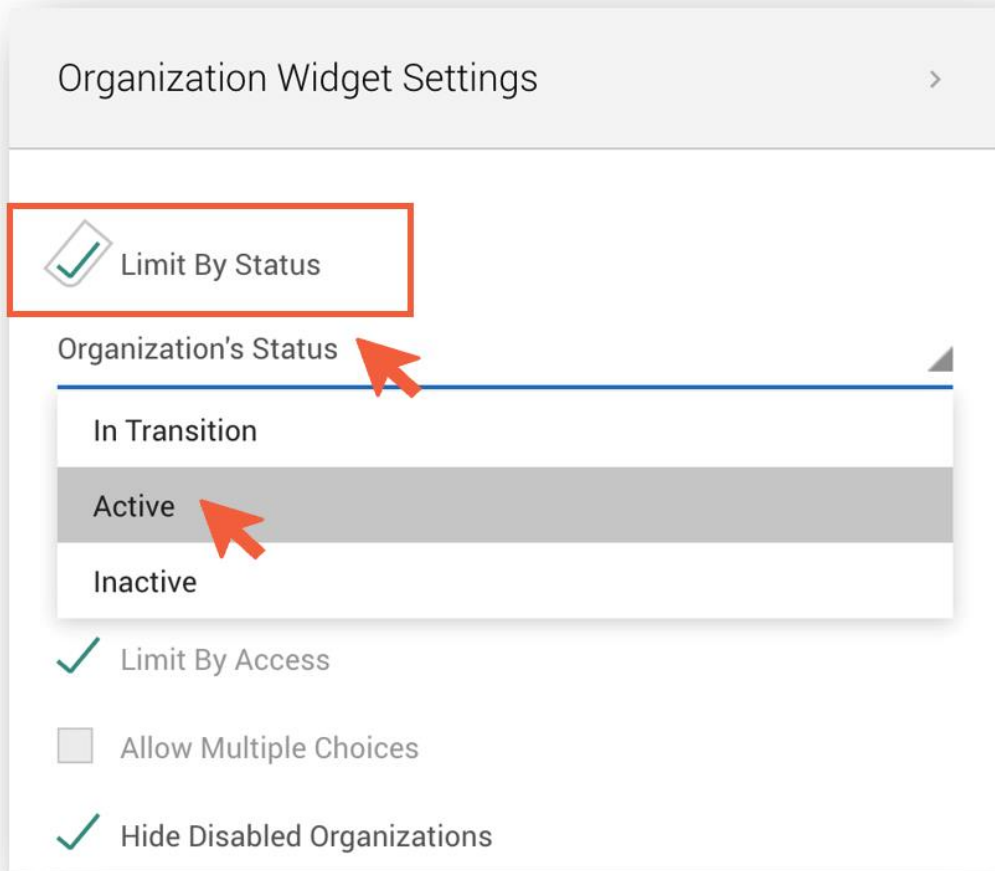 Organization Widget Settings
Limit By Status
Organization's Status
In Transition
Active
Inactive
Limit By Access
Allow Multiple Choices
Hide Disabled Organizations